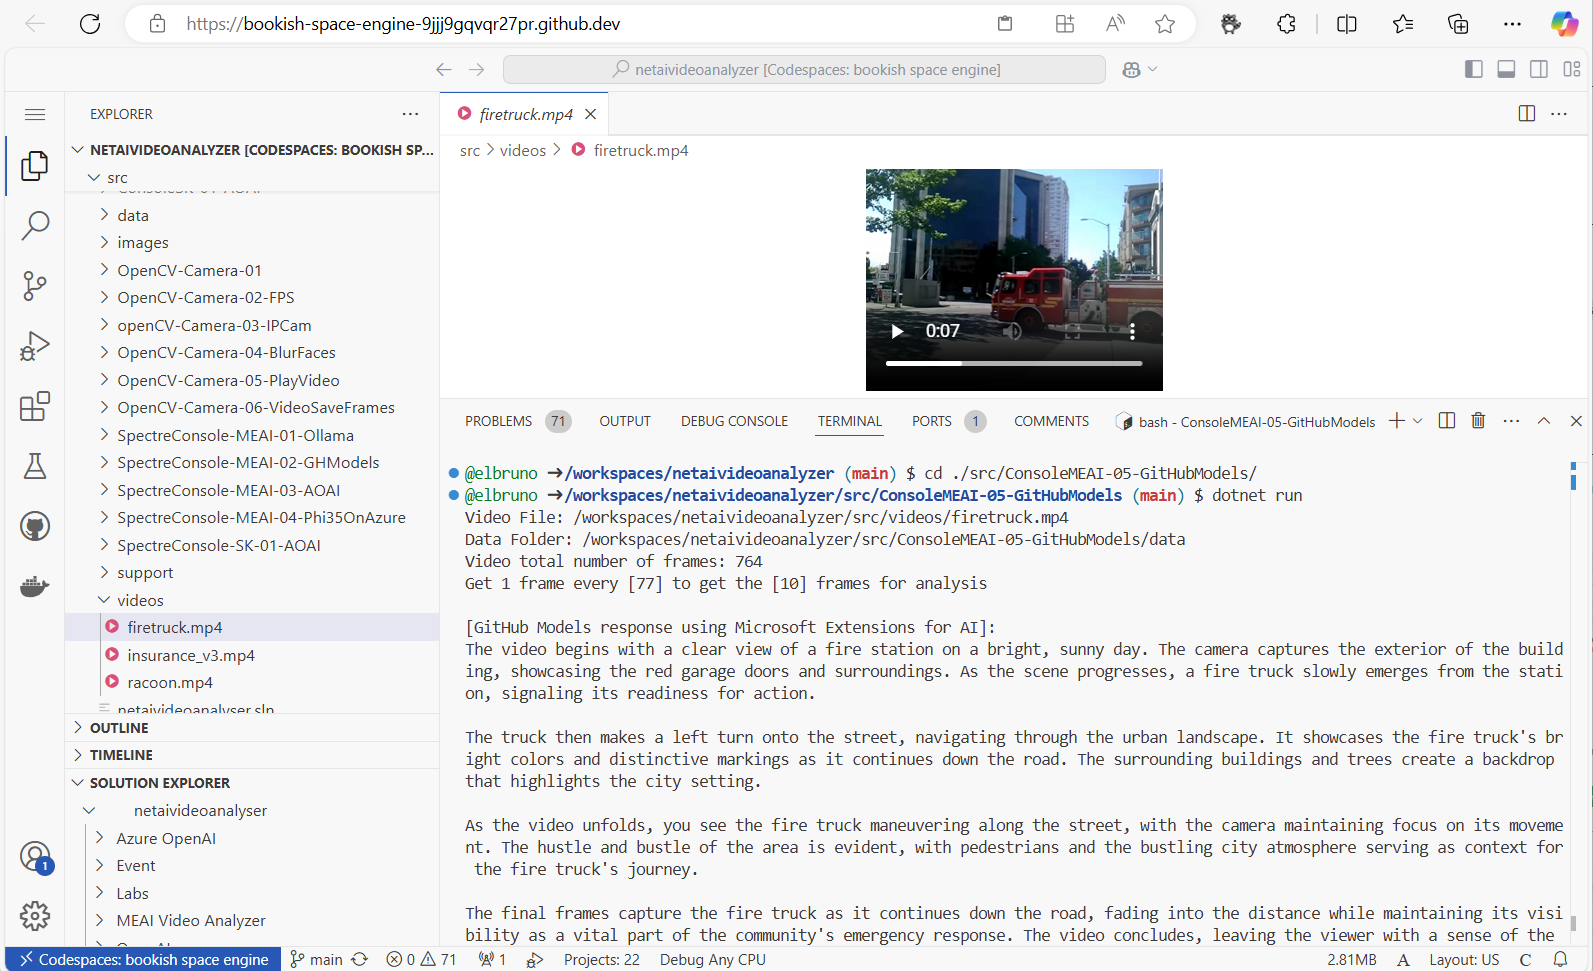 https://bookish-space-engine-9jjj9gqvqr27pr.github.dev
netaivideoanalyzer [Codespaces: bookish space engine]
EXPLORER
NETAIVIDEOANALYZER [CODESPACES: BOOKISH SP...
src
ConsoleSK-01-AOAI
data
images
OpenCV-Camera-01
OpenCV-Camera-02-FPS
openCV-Camera-03-IPCam
OpenCV-Camera-04-BlurFaces
OpenCV-Camera-05-PlayVideo
OpenCV-Camera-06-VideoSaveFrames
SpectreConsole-MEAI-01-Ollama
SpectreConsole-MEAI-02-GHModels
SpectreConsole-MEAI-03-AOAI
SpectreConsole-MEAI-04-Phi35OnAzure
SpectreConsole-SK-01-AOAI
support
videos
firetruck.mp4
insurance_v3.mp4
racoon.mp4
netaivideoanalyser.sln
OUTLINE
TIMELINE
SOLUTION EXPLORER
netaivideoanalyser
Azure OpenAI
Event
Labs
MEAI Video Analyzer
1
firetruck.mp4
src > videos > firetruck.mp4
0:07
PROBLEMS 71 OUTPUT DEBUG CONSOLE TERMINAL PORTS 1 COMMENTS bash - ConsoleMEAI-05-GitHubModels
@elbruno →/workspaces/netaivideoanalyzer (main) $ cd ./src/ConsoleMEAI-05-GitHubModels/
@elbruno →/workspaces/netaivideoanalyzer/src/ConsoleMEAI-05-GitHubModels (main) $ dotnet run
Video File: /workspaces/netaivideoanalyzer/src/videos/firetruck.mp4
Data Folder: /workspaces/netaivideoanalyzer/src/ConsoleMEAI-05-GitHubModels/data
Video total number of frames: 764
Get 1 frame every [77] to get the [10] frames for analysis
[GitHub Models response using Microsoft Extensions for AI]:
The video begins with a clear view of a fire station on a bright, sunny day. The camera captures the exterior of the build
ing, showcasing the red garage doors and surroundings. As the scene progresses, a fire truck slowly emerges from the stati
on, signaling its readiness for action.
The truck then makes a left turn onto the street, navigating through the urban landscape. It showcases the fire truck's br
ight colors and distinctive markings as it continues down the road. The surrounding buildings and trees create a backdrop
that highlights the city setting.
As the video unfolds, you see the fire truck maneuvering along the street, with the camera maintaining focus on its moveme
nt. The hustle and bustle of the area is evident, with pedestrians and the bustling city atmosphere serving as context for
the fire truck's journey.
The final frames capture the fire truck as it continues down the road, fading into the distance while maintaining its visi
bility as a vital part of the community's emergency response. The video concludes, leaving the viewer with a sense of the
Codespaces: bookish space engine main 0 71 1 Projects: 22 Debug Any CPU 2.81MB Layout: US